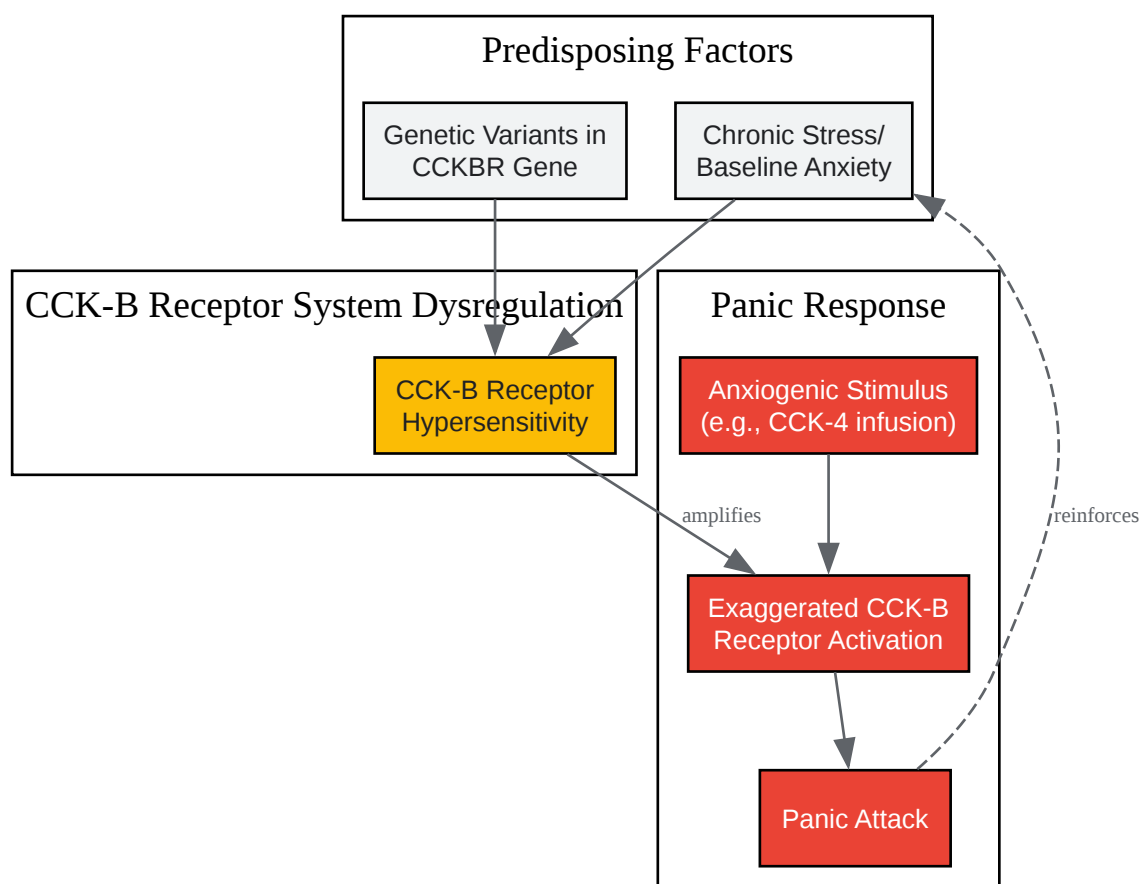 Predisposing Factors
Genetic Variants in
CCKBR Gene
Chronic Stress/
Baseline Anxiety
CCK-B Receptor System Dysregulation
CCK-B Receptor
Hypersensitivity
Panic Response
Anxiogenic Stimulus
(e.g., CCK-4 infusion)
amplifies
reinforces
Exaggerated CCK-B
Receptor Activation
Panic Attack